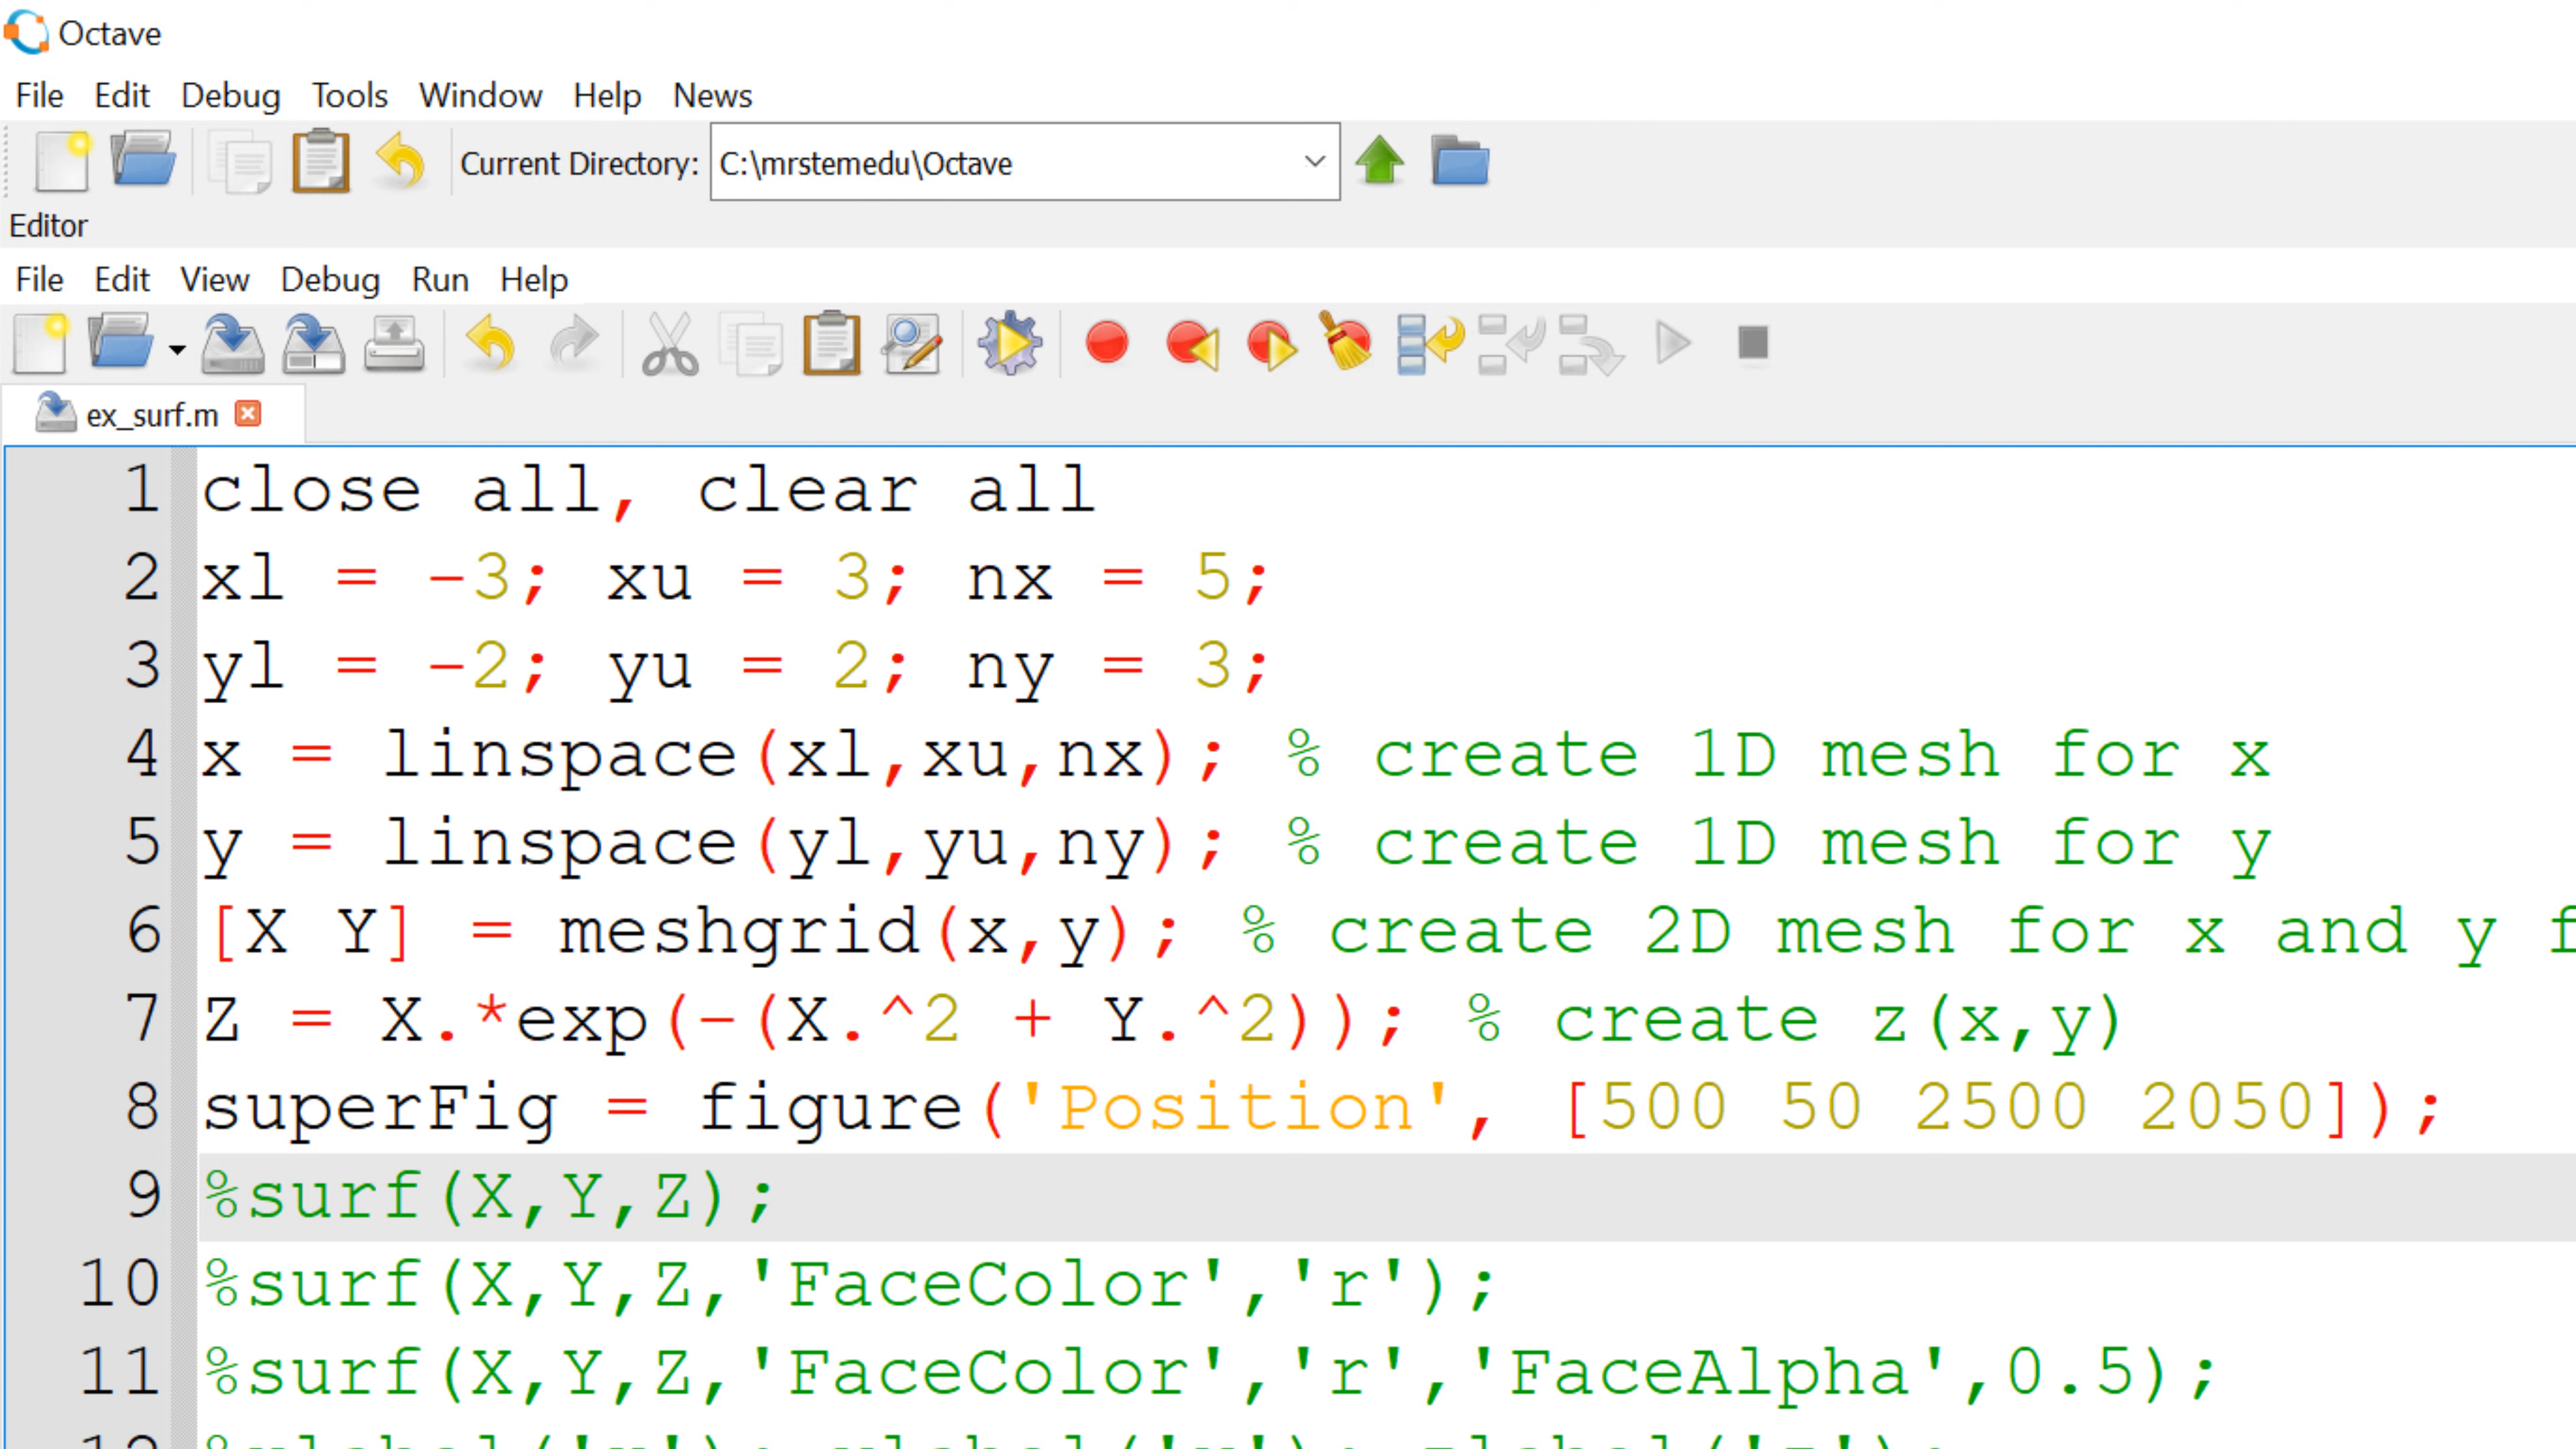 Octave
File Edit Debug Tools Window Help News
Current Directory: C:\mrstemedu\Octave
Editor
File Edit View Debug Run Help
ex_surf.m
1 close all, clear all
2 xl = -3; xu = 3; nx = 5;
3 yl = -2; yu = 2; ny = 3;
4 x = linspace(xl,xu,nx); % create 1D mesh for x
5 y = linspace(yl,yu,ny); % create 1D mesh for y
6 [X Y] = meshgrid(x,y); % create 2D mesh for x and y
7 Z = X.*exp(-(X.^2 + Y.^2)); % create z(x,y)
8 superFig = figure('Position', [500 50 2500 2050]);
9 %surf(X,Y,Z);
10 %surf(X,Y,Z,'FaceColor','r');
11 %surf(X,Y,Z,'FaceColor','r','FaceAlpha',0.5);